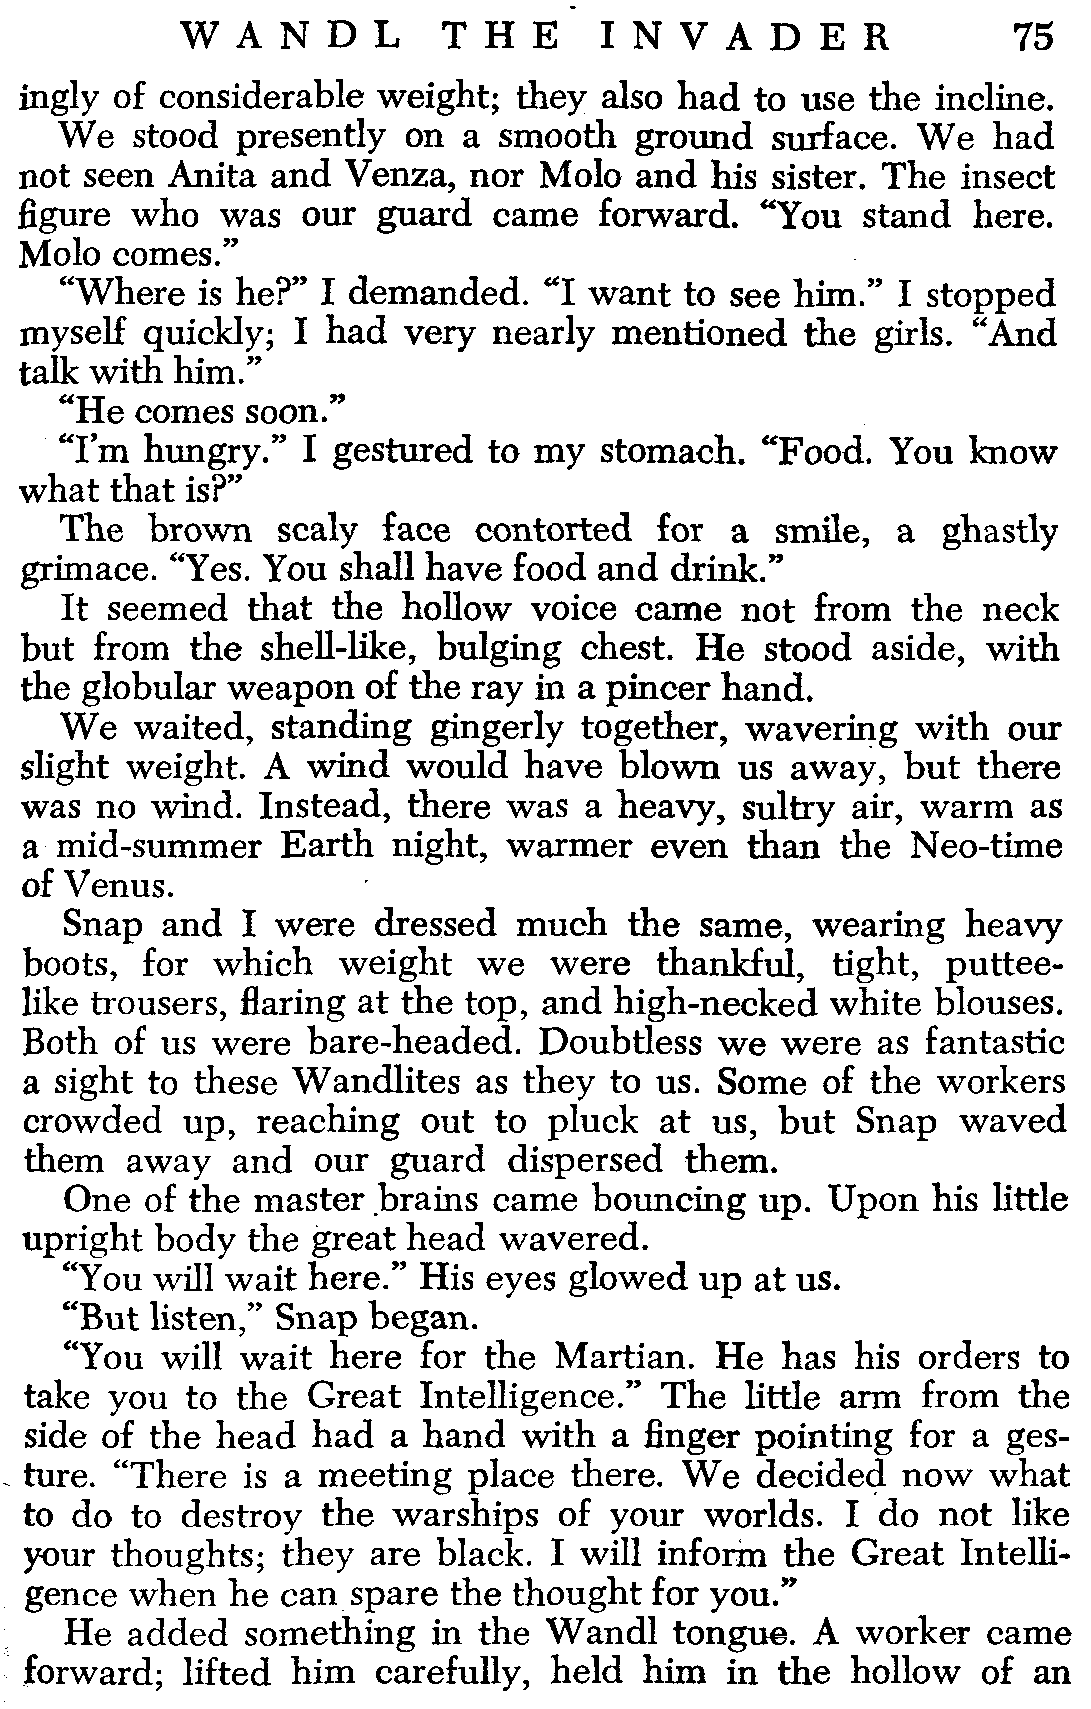 WANDL THE INVADER 75
ingly of considerable weight; they also had to use the incline.
We stood presently on a smooth ground surface. We had
not seen Anita and Venza, nor Molo and his sister. The insect
figure who was our guard came forward. “You stand here.
Molo comes.”
“Where is he?” I demanded. “I want to see him.” I stopped
myself quickly; I had very nearly mentioned the girls. “And
talk with him.”
“He comes soon.”
“I’m hungry.” I gestured to my stomach. “Food. You know
what that is?”
The brown scaly face contorted for a smile, a ghastly
grimace. “Yes. You shall have food and drink.”
It seemed that the hollow voice came not from the neck
but from the shell-like, bulging chest. He stood aside, with
the globular weapon of the ray in a pincer hand.
We waited, standing gingerly together, wavering with our
slight weight. A wind would have blown us away, but there
was no wind. Instead, there was a heavy, sultry air, warm as
a mid-summer Earth night, warmer even than the Neo-time
of Venus.
Snap and I were dressed much the same, wearing heavy
boots, for which weight we were thankful, tight, puttee-
like trousers, flaring at the top, and high-necked white blouses.
Both of us were bare-headed. Doubtless we were as fantastic
a sight to these Wandlites as they to us. Some of the workers
crowded up, reaching out to pluck at us, but Snap waved
them away and our guard dispersed them.
One of the master brains came bouncing up. Upon his little
upright body the great head wavered.
“You will wait here.” His eyes glowed up at us.
“But listen,” Snap began.
“You will wait here for the Martian. He has his orders to
take you to the Great Intelligence.” The little arm from the
side of the head had a hand with a finger pointing for a ges-
ture. “There is a meeting place there. We decided now what
to do to destroy the warships of your worlds. I do not like
your thoughts; they are black. I will inform the Great Intelli-
gence when he can spare the thought for you.”
He added something in the Wandl tongue. A worker came
forward; lifted him carefully, held him in the hollow of an